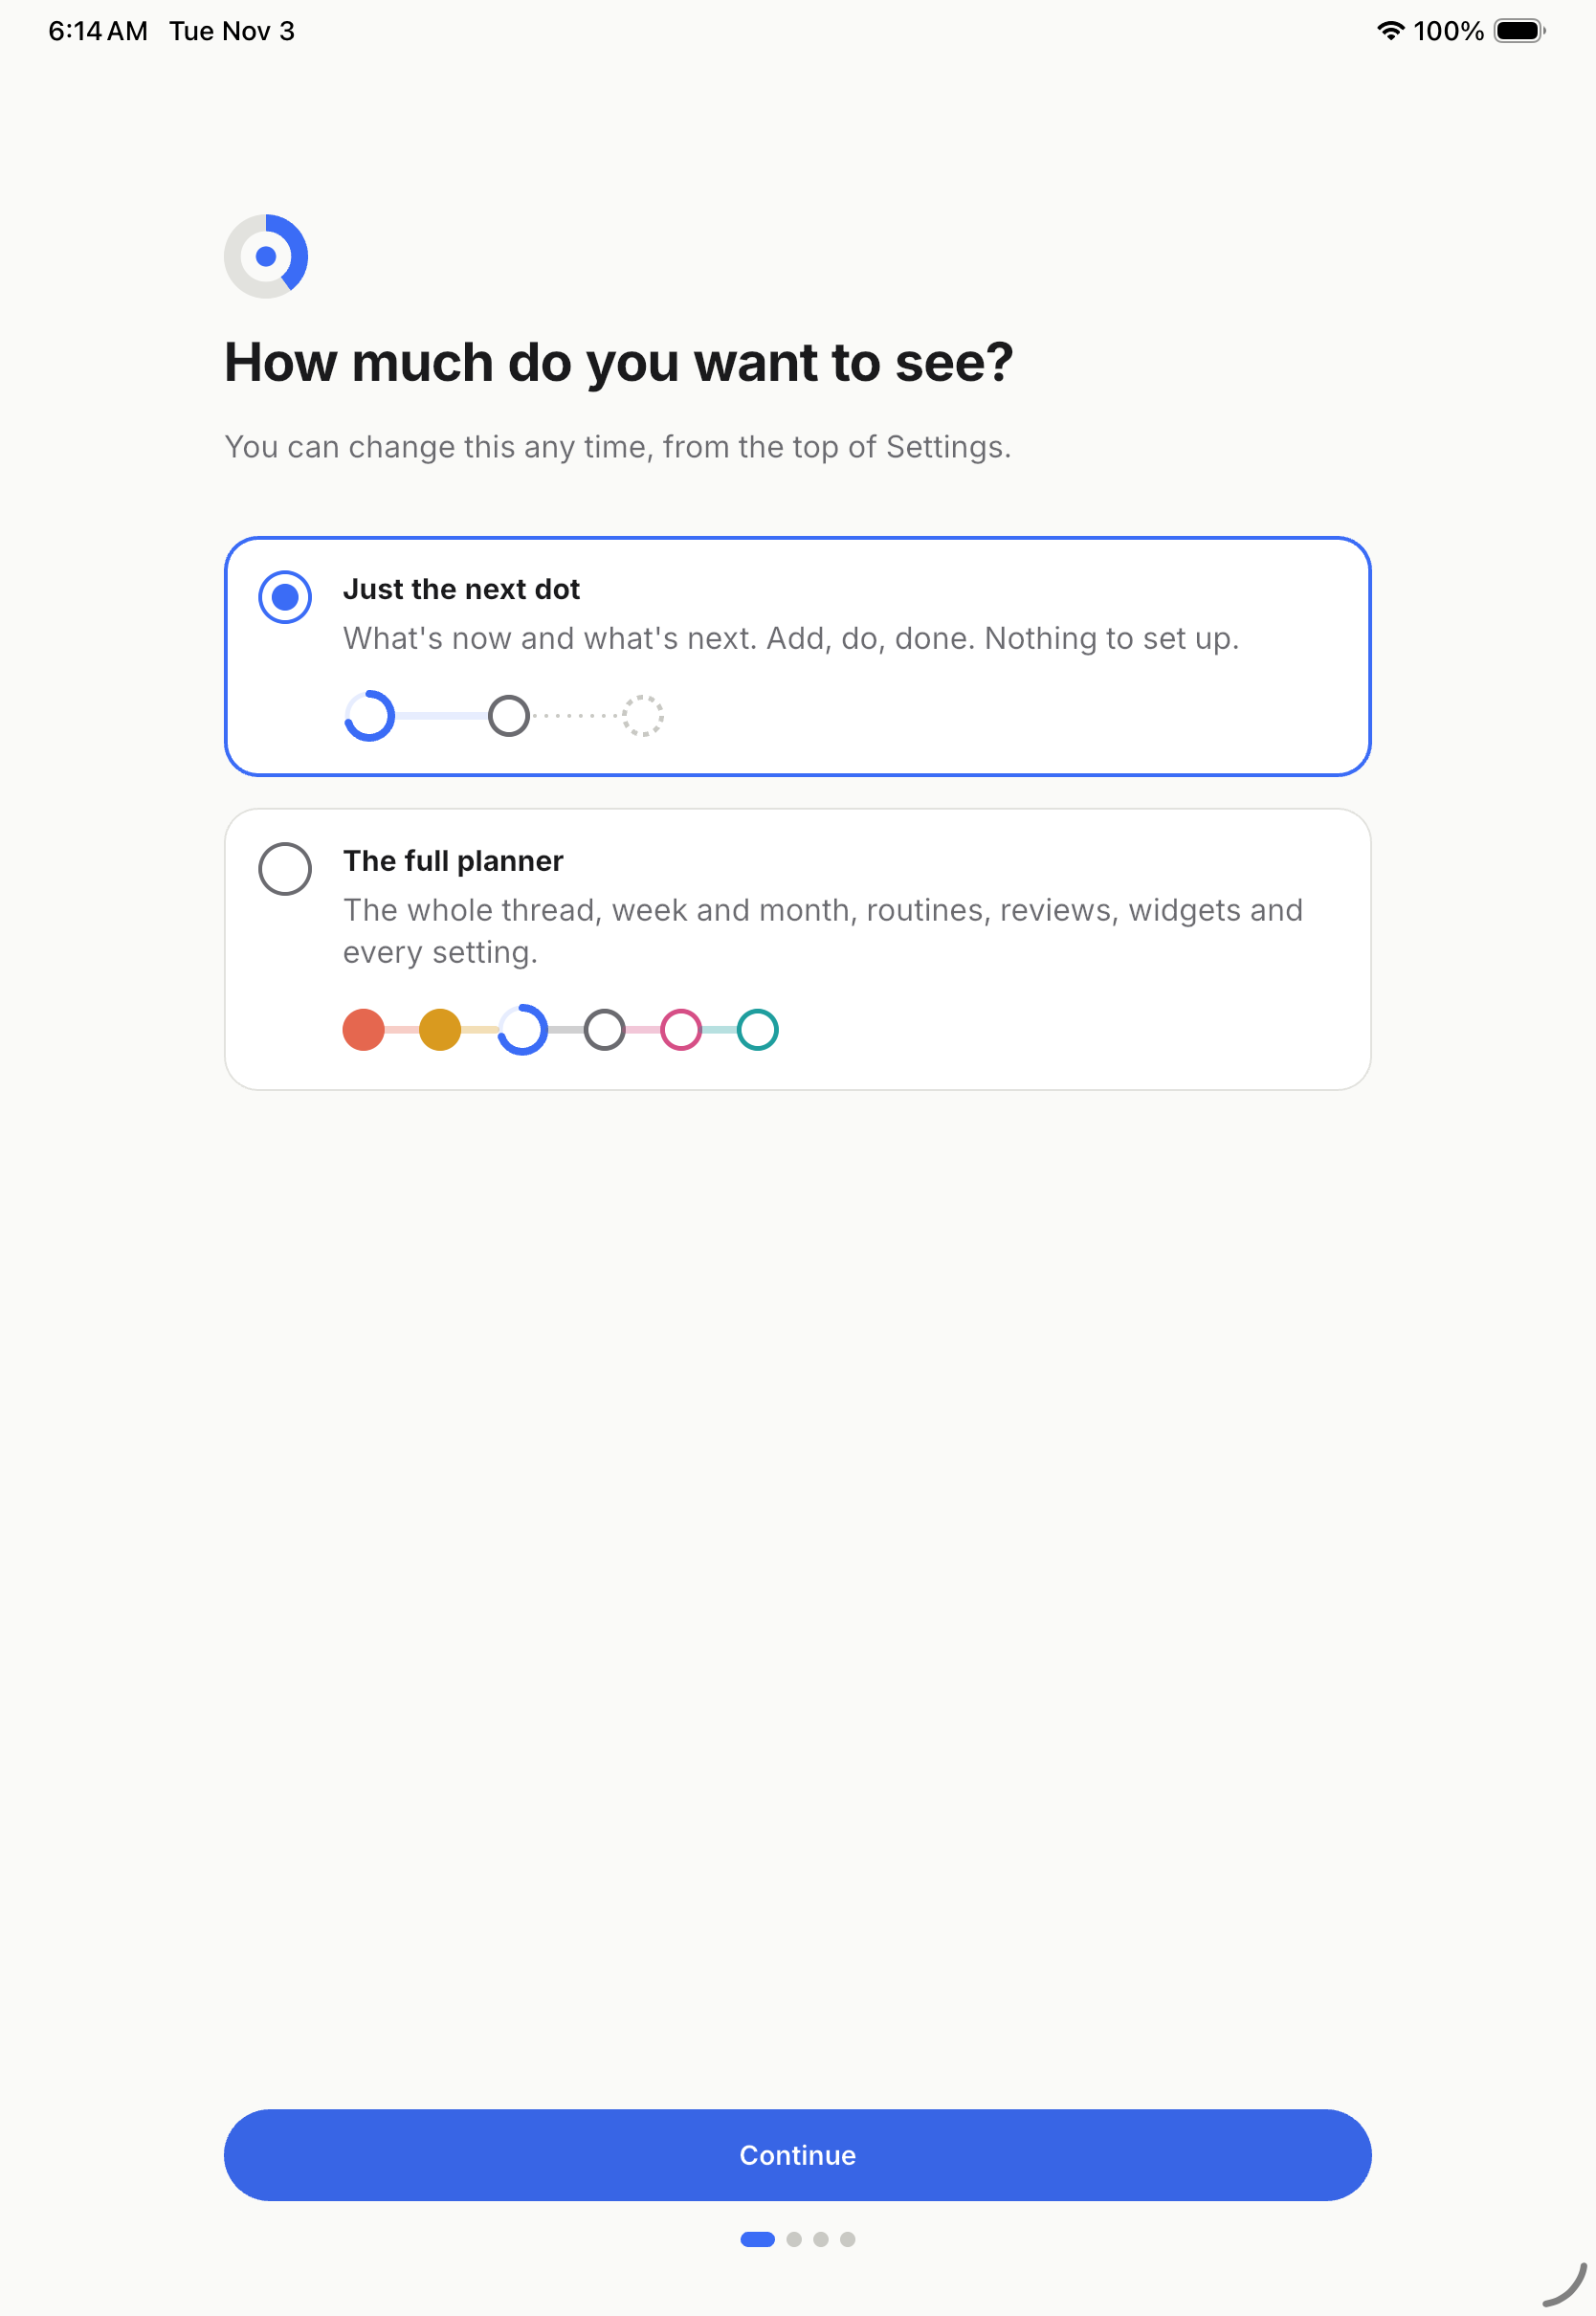 6:14 AM Tue Nov 3
100%
How much do you want to see?
You can change this any time, from the top of Settings.
Just the next dot
What's now and what's next. Add, do, done. Nothing to set up.
The full planner
The whole thread, week and month, routines, reviews, widgets and
every setting.
Continue